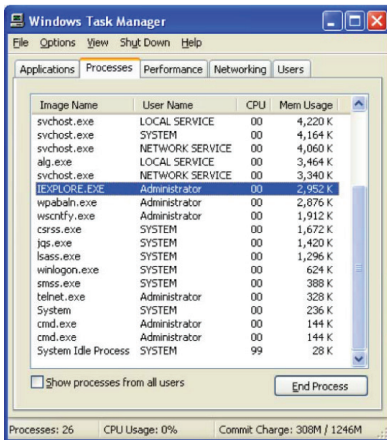 Windows Task Manager
File Options View Shut Down Help
Applications Processes Performance Networking Users
Image Name User Name CPU Mem Usage
svchost.exe LOCAL SERVICE 00 4,220 K
svchost.exe SYSTEM 00 4,164 K
svchost.exe NETWORK SERVICE 00 4,060 K
alg.exe LOCAL SERVICE 00 3,464 K
svchost.exe NETWORK SERVICE 00 3,340 K
IEXPLORE.EXE Administrator 00 2,952 K
wpabaln.exe Administrator 00 2,876 K
wscntfy.exe Administrator 00 1,912 K
csrss.exe SYSTEM 00 1,672 K
jqs.exe SYSTEM 00 1,420 K
lsass.exe SYSTEM 00 1,296 K
winlogon.exe SYSTEM 00 624 K
smss.exe SYSTEM 00 388 K
telnet.exe Administrator 00 328 K
System SYSTEM 00 236 K
cmd.exe Administrator 00 144 K
cmd.exe Administrator 00 144 K
System Idle Process SYSTEM 99 28 K
Show processes from all users
End Process
Processes: 26 CPU Usage: 0% Commit Charge: 308M / 1246M